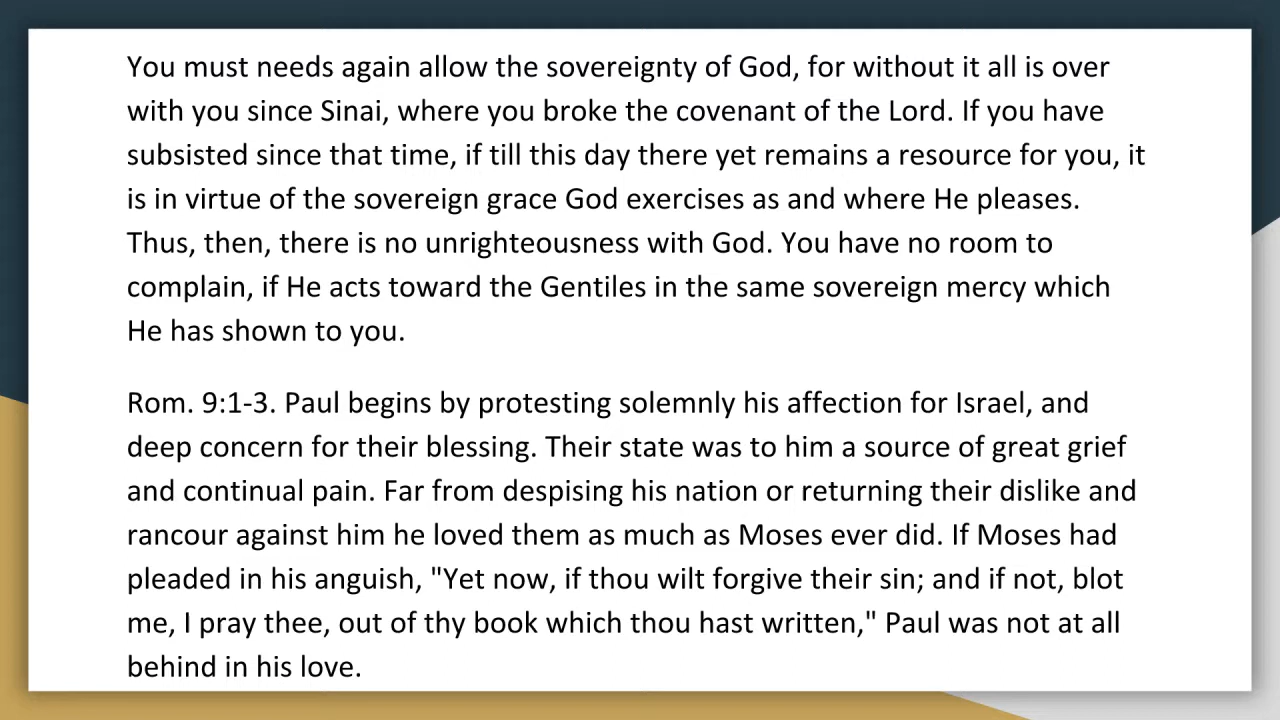 You must needs again allow the sovereignty of God, for without it all is over
with you since Sinai, where you broke the covenant of the Lord. If you have
subsisted since that time, if till this day there yet remains a resource for you, it
is in virtue of the sovereign grace God exercises as and where He pleases.
Thus, then, there is no unrighteousness with God. You have no room to
complain, if He acts toward the Gentiles in the same sovereign mercy which
He has shown to you.
Rom. 9:1-3. Paul begins by protesting solemnly his affection for Israel, and
deep concern for their blessing. Their state was to him a source of great grief
and continual pain. Far from despising his nation or returning their dislike and
rancour against him he loved them as much as Moses ever did. If Moses had
pleaded in his anguish, "Yet now, if thou wilt forgive their sin; and if not, blot
me, I pray thee, out of thy book which thou hast written," Paul was not at all
behind in his love.